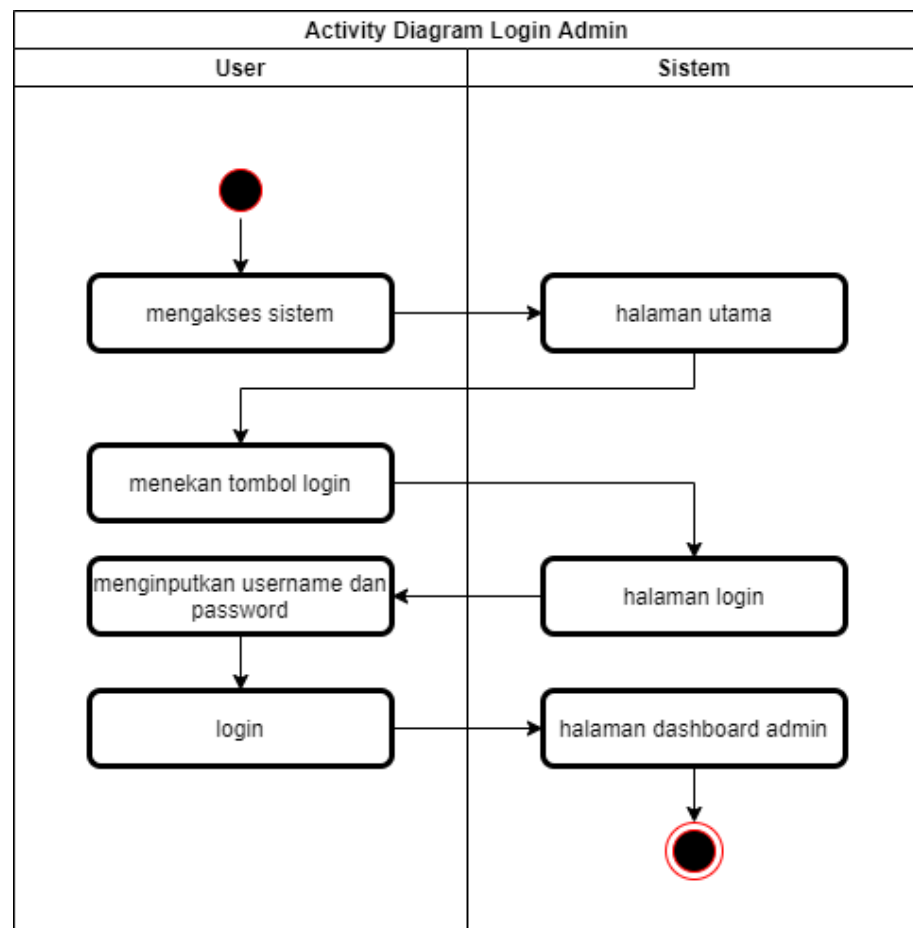 Activity Diagram Login Admin
User
Sistem
mengakses sistem
halaman utama
menekan tombol login
halaman login
menginputkan username dan
password
login
halaman dashboard admin